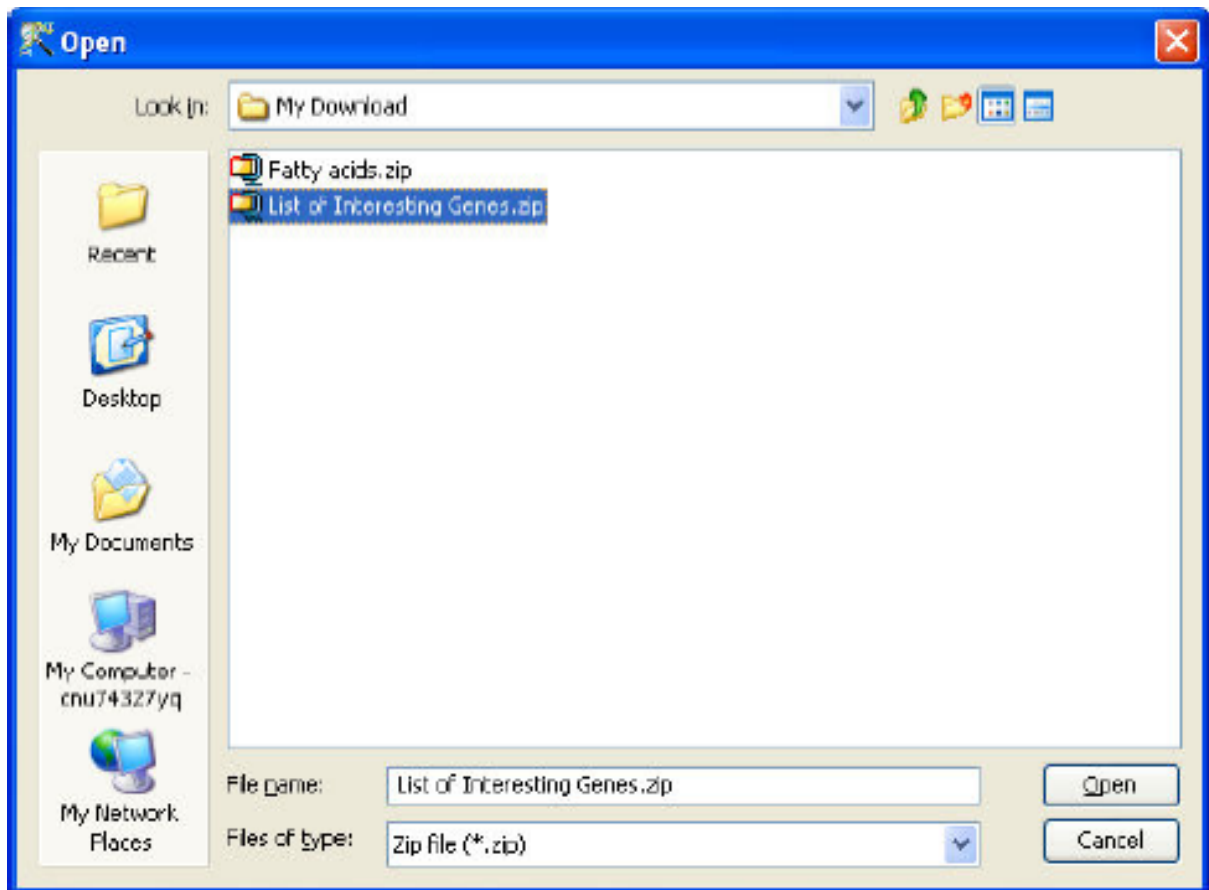 Open
Look in:
My Download
Fatty acids.zip
List of Interesting Genes.zip
Recent
Desktop
My Documents
My Computer -
cnu74327yq
My Network
Places
File name:
List of Interesting Genes.zip
Open
Files of type:
Zip file (*.zip)
Cancel